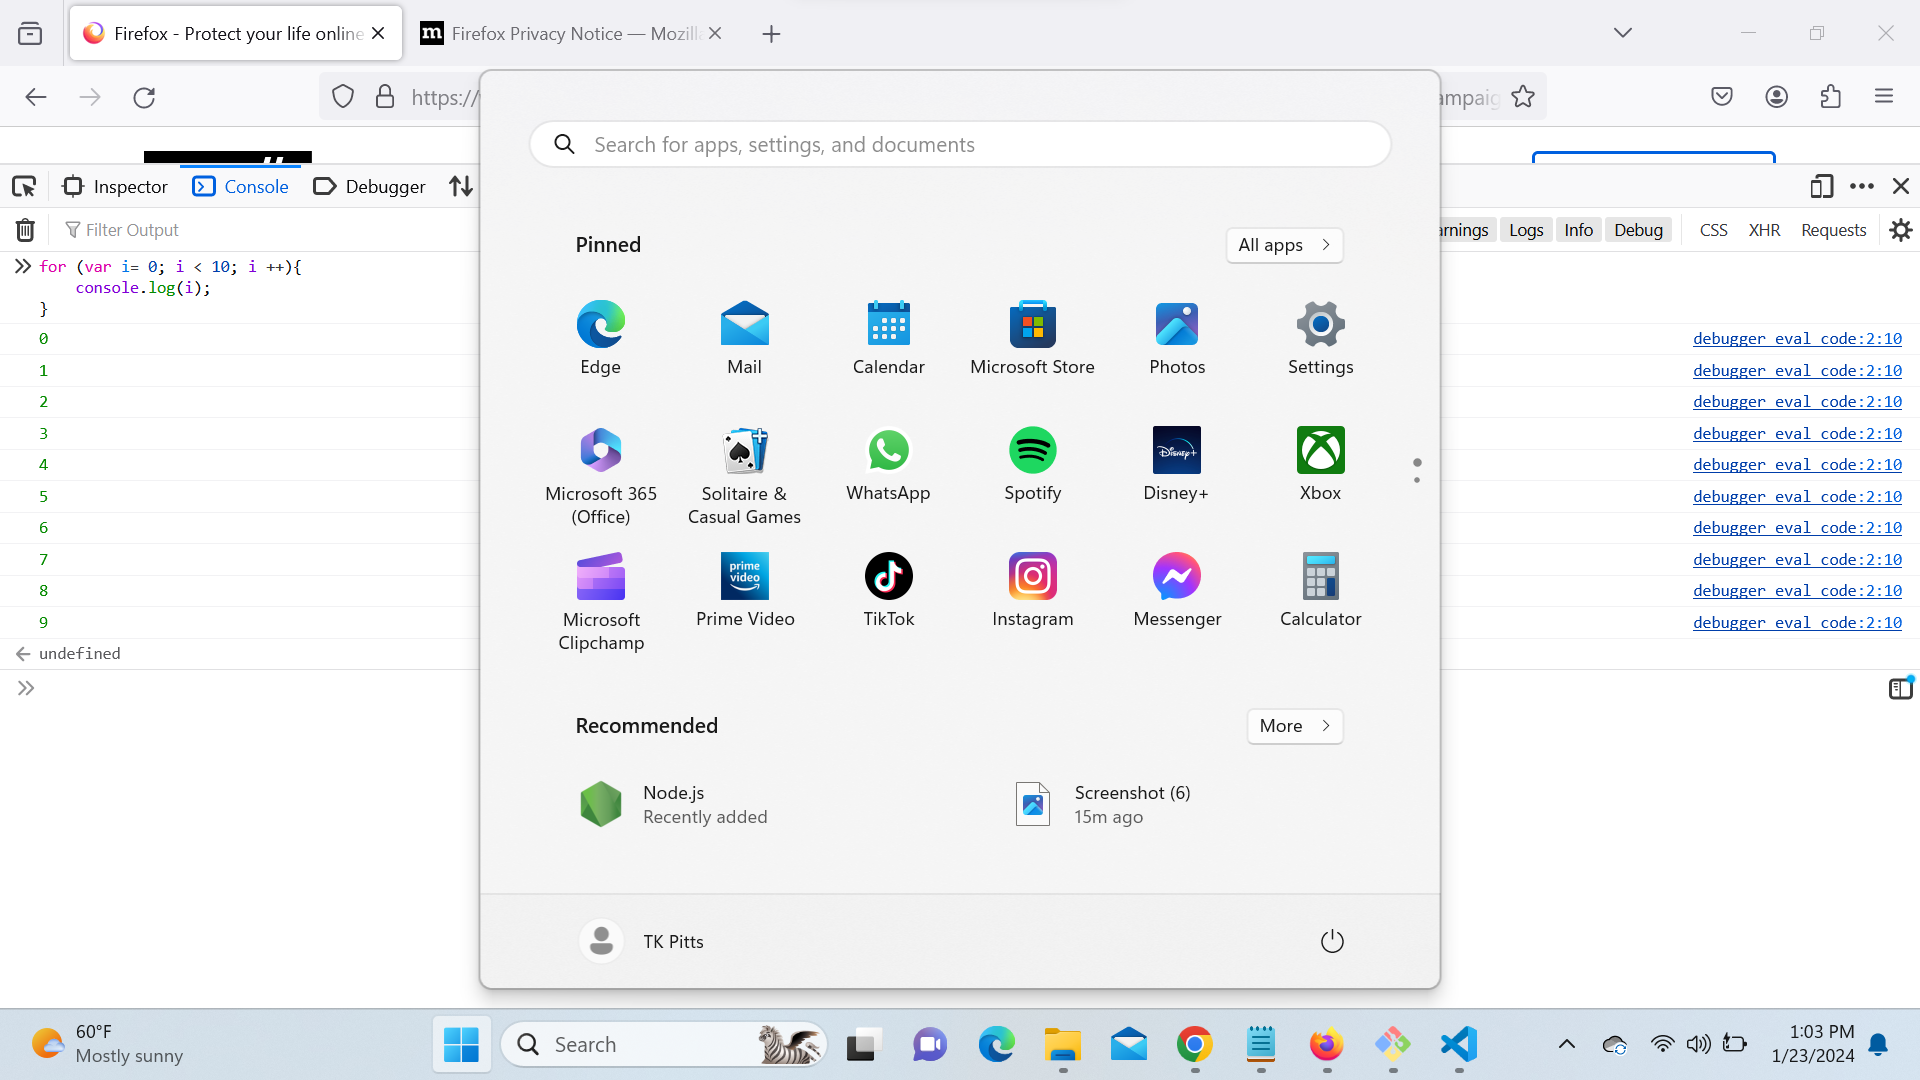 Firefox - Protect your life online
Firefox Privacy Notice — Mozill
https://
ampaig
Search for apps, settings, and documents
Inspector
Console
Debugger
Filter Output
arnings
Logs
Info
Debug
CSS
XHR
Requests
Pinned
All apps
for (var i= 0; i < 10; i ++){
console.log(i);
}
0
debugger eval code:2:10
1
debugger eval code:2:10
2
debugger eval code:2:10
3
debugger eval code:2:10
4
debugger eval code:2:10
5
debugger eval code:2:10
6
debugger eval code:2:10
7
debugger eval code:2:10
8
debugger eval code:2:10
9
debugger eval code:2:10
undefined
Edge
Mail
Calendar
Microsoft Store
Photos
Settings
Disney+
Microsoft 365
(Office)
Solitaire &
Casual Games
WhatsApp
Spotify
Disney+
Xbox
prime
video
Microsoft
Clipchamp
Prime Video
TikTok
Instagram
Messenger
Calculator
Recommended
More
Node.js
Recently added
Screenshot (6)
15m ago
TK Pitts
60°F
Mostly sunny
Search
1:03 PM
1/23/2024